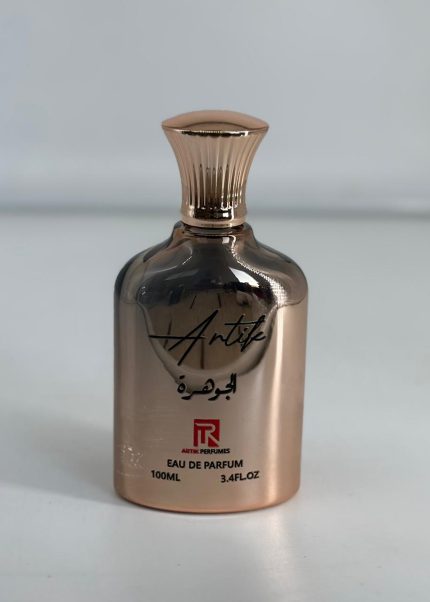 Artik
الجوهرة
ARTIK PERFUMES
EAU DE PARFUM
100ML 3.4FL.OZ